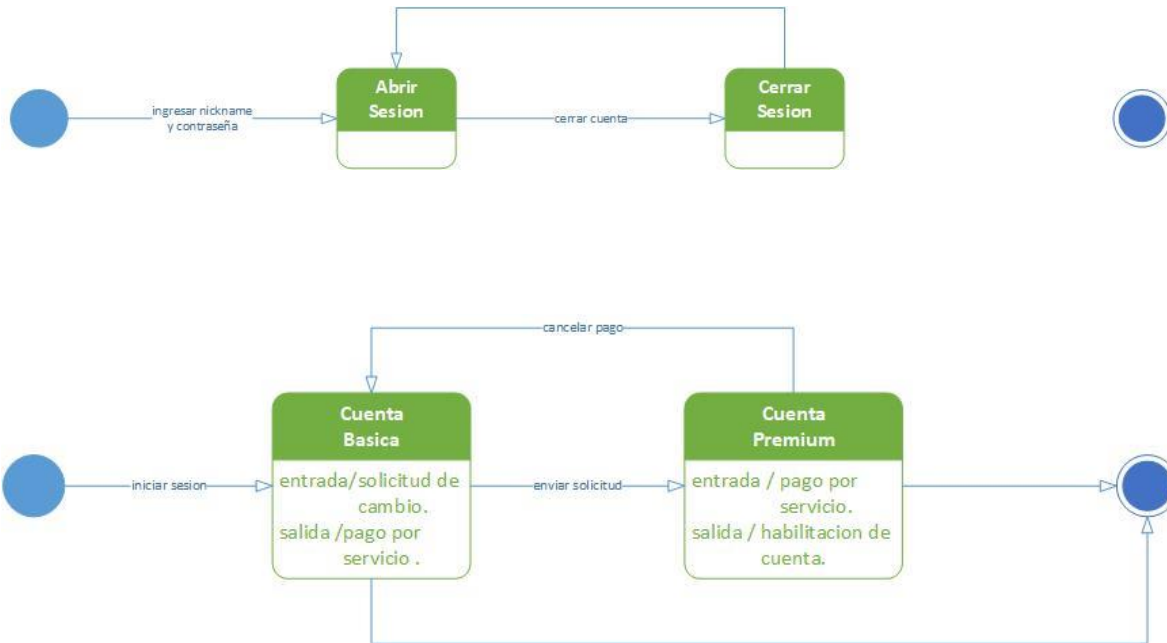 Abrir
Sesion
Cerrar
Sesion
ingresar nickname
y contraseña
cerrar cuenta
cancelar pago
Cuenta
Basica
Cuenta
Premium
iniciar sesion
entrada/solicitud de
cambio.
salida /pago por
servicio .
enviar solicitud
entrada / pago por
servicio.
salida / habilitacion de
cuenta.